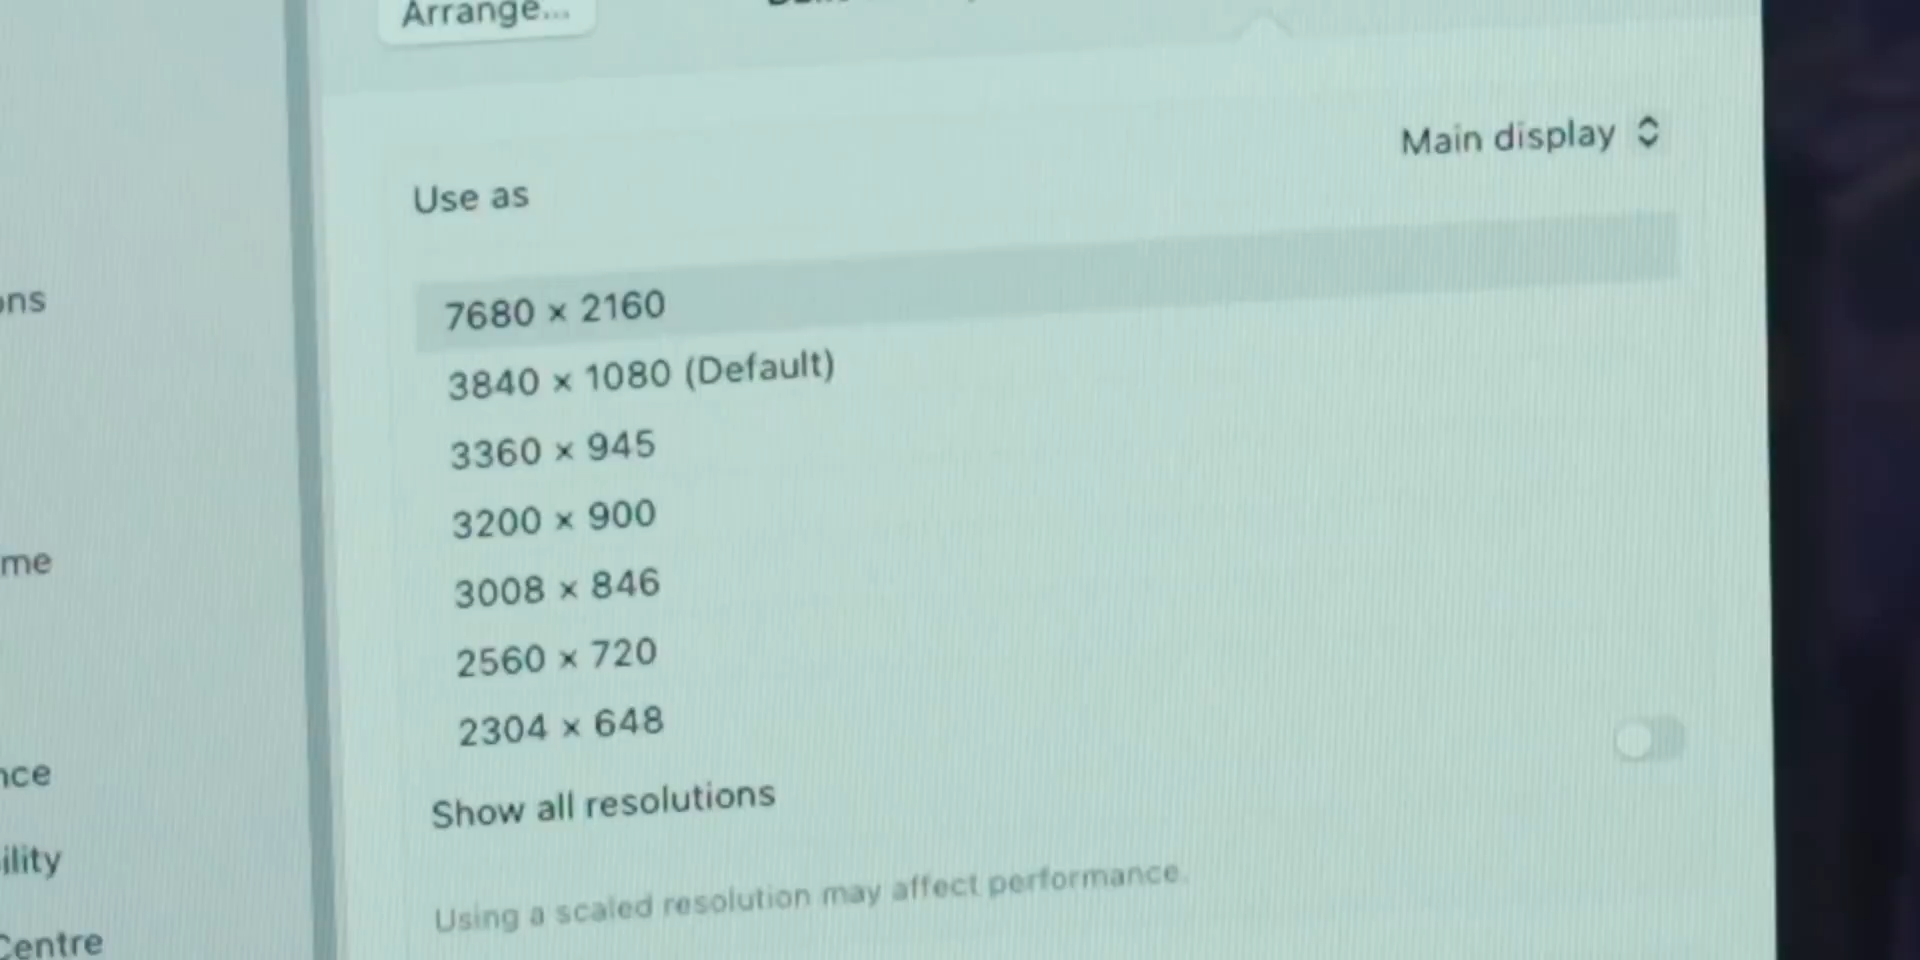 Arrange...
Main display
Use as
7680 × 2160
3840 × 1080 (Default)
3360 × 945
3200 × 900
3008 × 846
2560 × 720
2304 × 648
Show all resolutions
Using a scaled resolution may affect performance.
ons
me
nce
ility
Centre